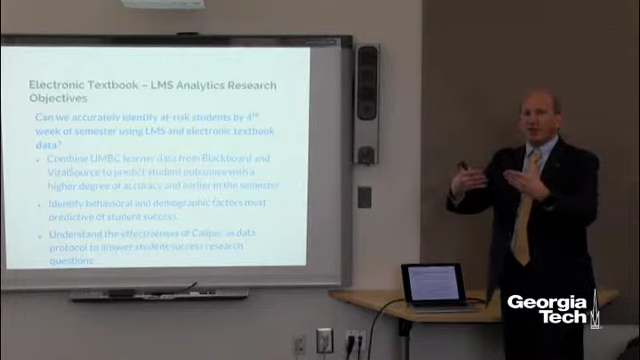 Electronic Textbook – LMS Analytics Research
Objectives
Can we accurately identify at-risk students by 4th
week of semester using LMS and electronic textbook
data?
• Combine UMBC learner data from Blackboard and
VitalSource to predict student outcomes with a
higher degree of accuracy and earlier in the semester
• Identify behavioral and demographic factors most
predictive of student success.
• Understand the effectiveness of Caliper as data
protocol to answer student success research
questions
Georgia
Tech